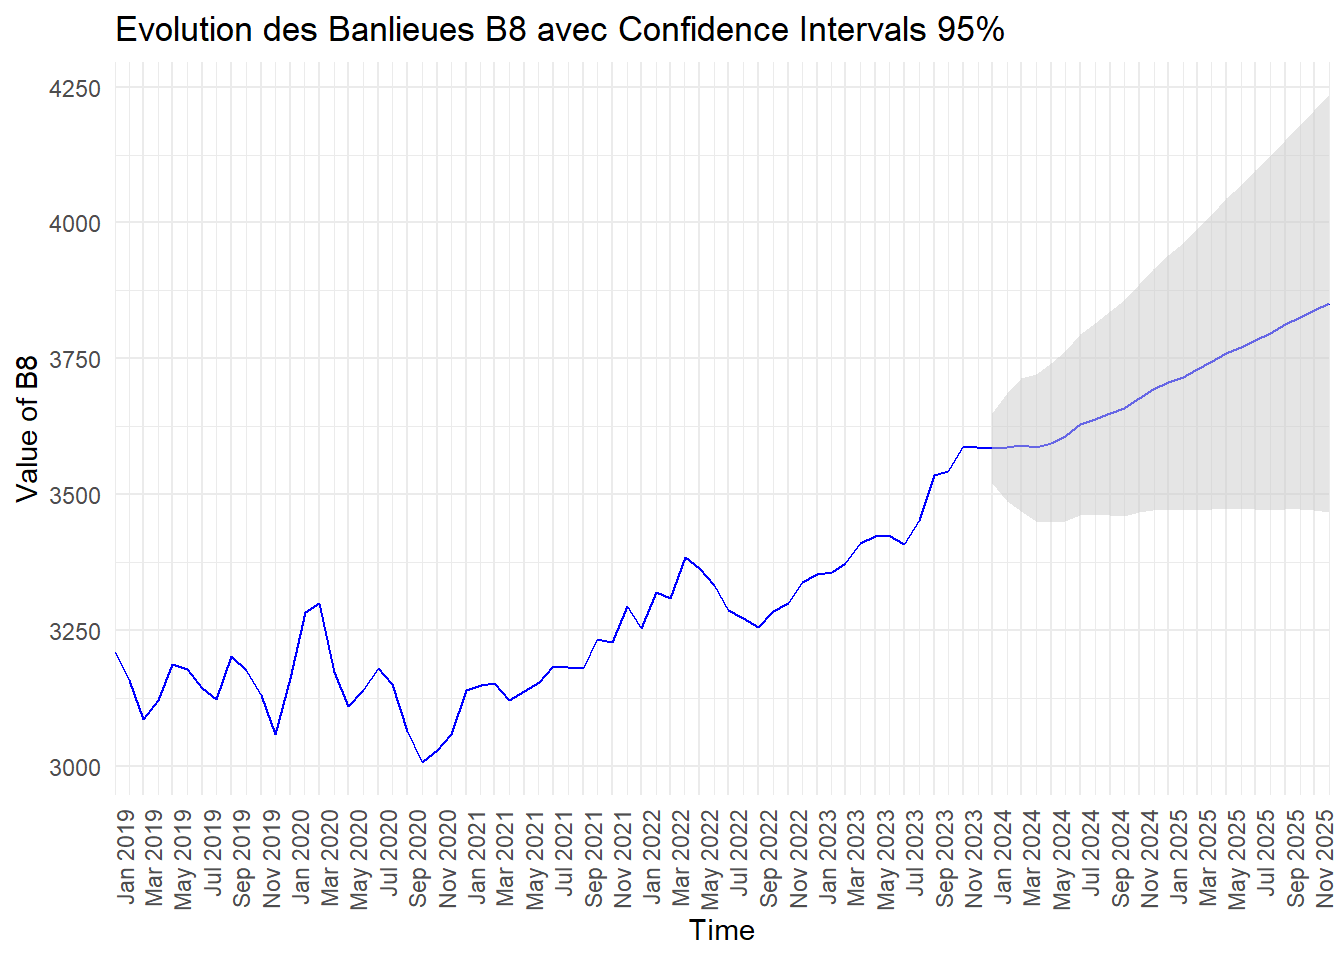 Evolution des Banlieues B8 avec Confidence Intervals 95%
Value of B8
4250
4000
3750
3500
3250
3000
Jan 2019
Mar 2019
May 2019
Jul 2019
Sep 2019
Nov 2019
Jan 2020
Mar 2020
May 2020
Jul 2020
Sep 2020
Nov 2020
Jan 2021
Mar 2021
May 2021
Jul 2021
Sep 2021
Nov 2021
Jan 2022
Mar 2022
May 2022
Jul 2022
Sep 2022
Nov 2022
Jan 2023
Mar 2023
May 2023
Jul 2023
Sep 2023
Nov 2023
Jan 2024
Mar 2024
May 2024
Jul 2024
Sep 2024
Nov 2024
Jan 2025
Mar 2025
May 2025
Jul 2025
Sep 2025
Nov 2025
Time